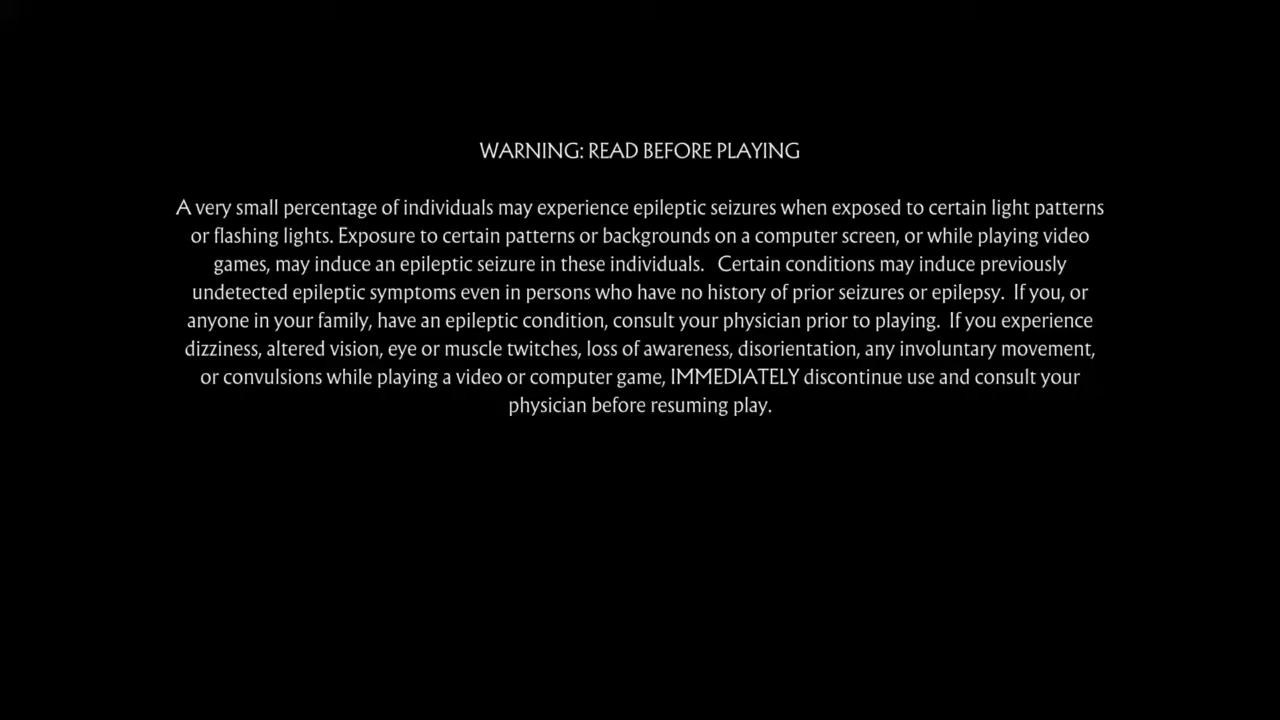 WARNING: READ BEFORE PLAYING
A very small percentage of individuals may experience epileptic seizures when exposed to certain light patterns
or flashing lights. Exposure to certain patterns or backgrounds on a computer screen, or while playing video
games, may induce an epileptic seizure in these individuals.   Certain conditions may induce previously
undetected epileptic symptoms even in persons who have no history of prior seizures or epilepsy.  If you, or
anyone in your family, have an epileptic condition, consult your physician prior to playing.  If you experience
dizziness, altered vision, eye or muscle twitches, loss of awareness, disorientation, any involuntary movement,
or convulsions while playing a video or computer game, IMMEDIATELY discontinue use and consult your
physician before resuming play.